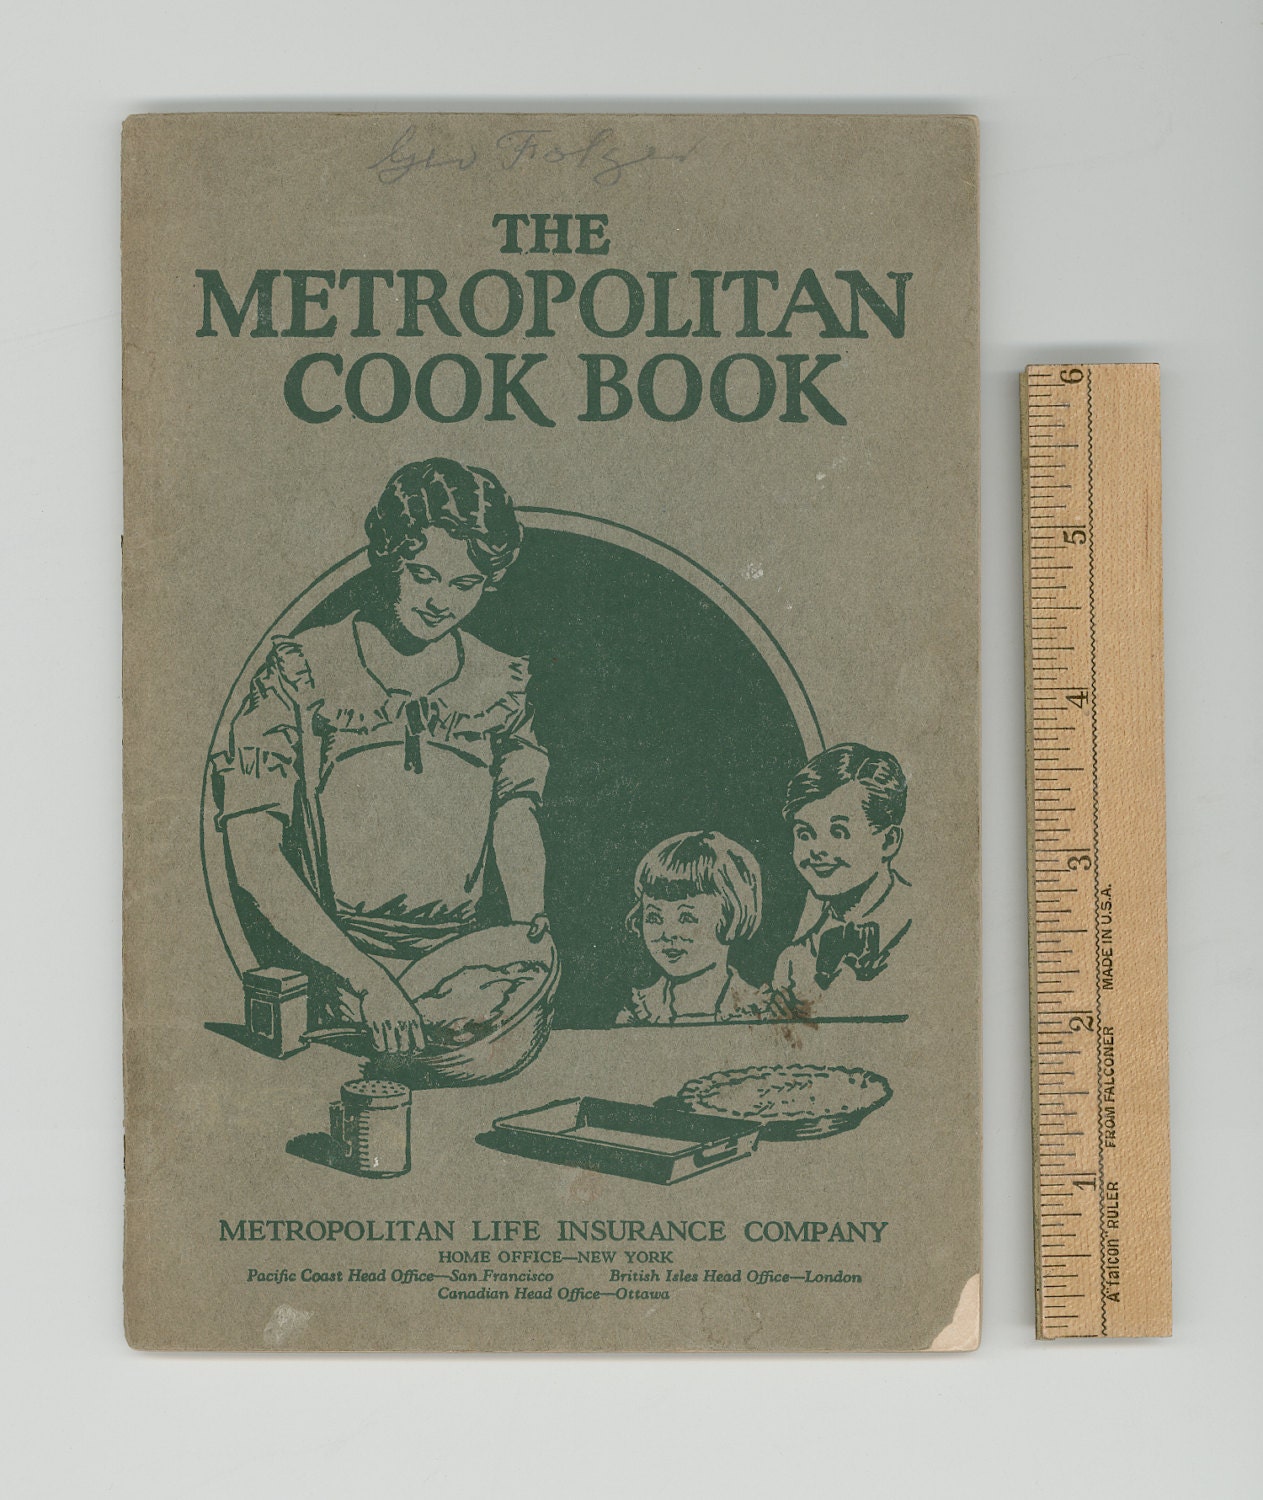 Geo Folger
THE
METROPOLITAN
COOK BOOK
METROPOLITAN LIFE INSURANCE COMPANY
HOME OFFICE—NEW YORK
Pacific Coast Head Office—San Francisco British Isles Head Office—London
Canadian Head Office—Ottawa
6
5
4
3
2
1
A "falcon" RULER FROM FALCONER MADE IN U.S.A.